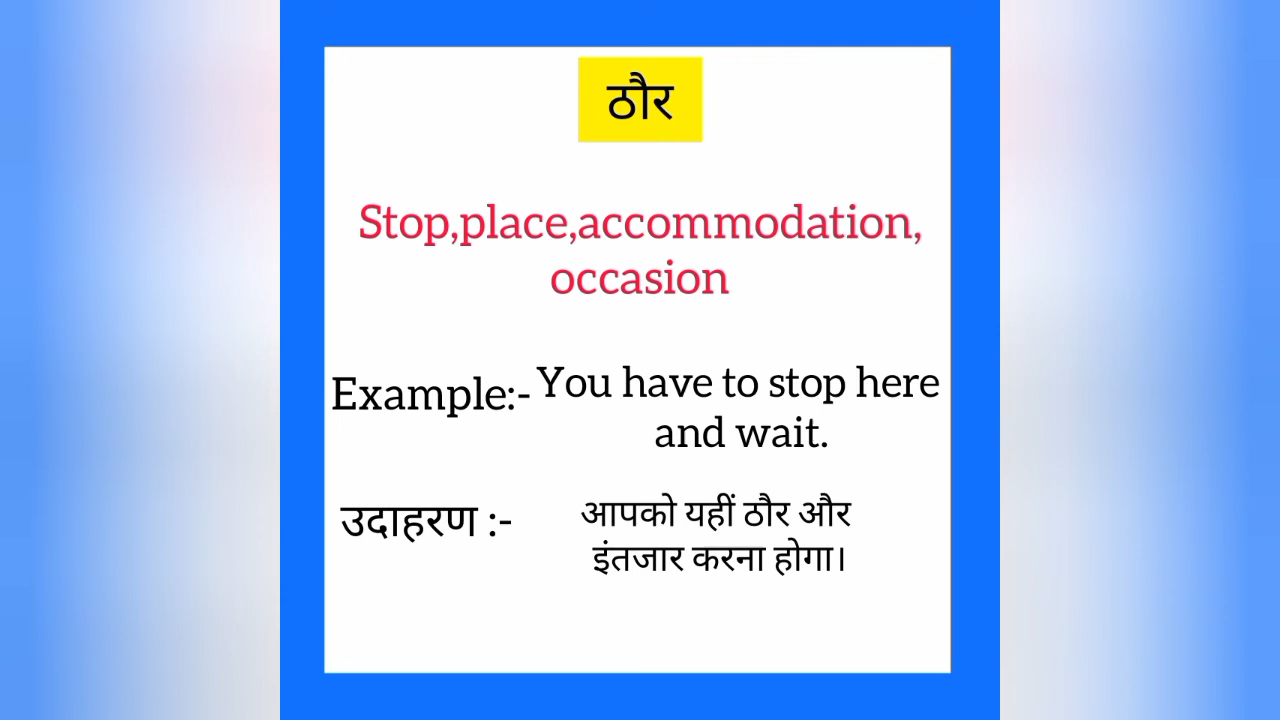 ठौर
Stop,place,accommodation,
occasion
Example:- You have to stop here
and wait.
उदाहरण :- आपको यहीं ठौर और
इंतजार करना होगा।